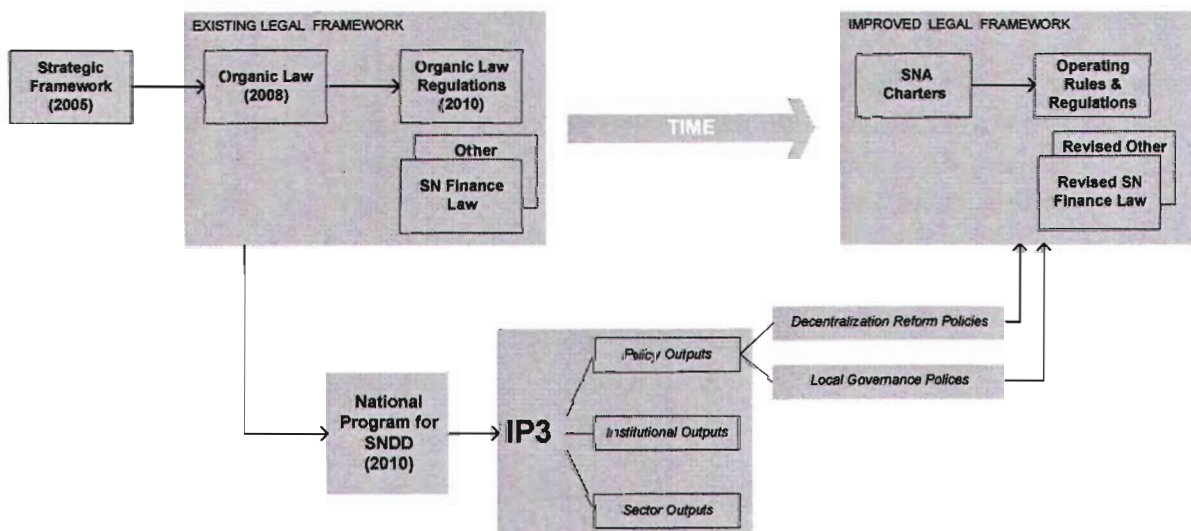 EXISTING LEGAL FRAMEWORK
Strategic
Framework
(2005)
Organic Law
(2008)
Organic Law
Regulations
(2010)
Other
SN Finance
Law
TIME
IMPROVED LEGAL FRAMEWORK
SNA
Charters
Operating
Rules &
Regulations
Revised Other
Revised SN
Finance Law
National
Program for
SNDD
(2010)
IP3
Policy Outputs
Institutional Outputs
Sector Outputs
Decentralization Reform Policies
Local Governance Polices